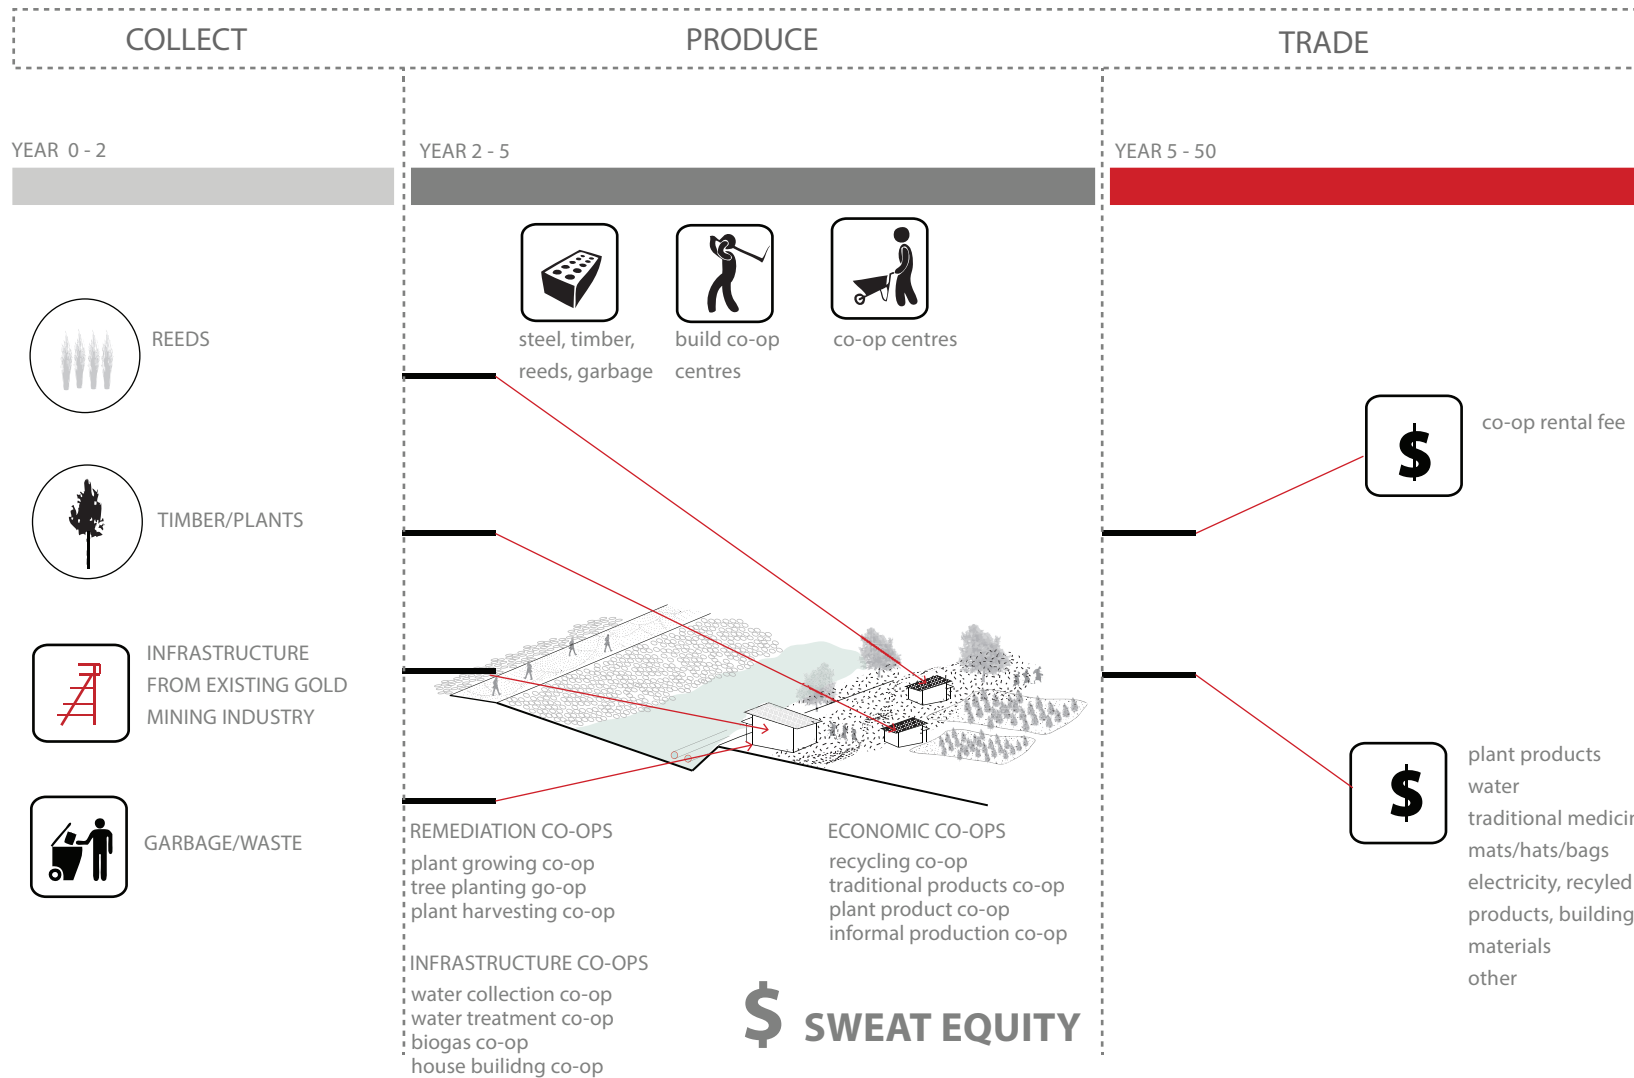 COLLECT
PRODUCE
TRADE
YEAR 0 - 2
YEAR 2 - 5
YEAR 5 - 50
REEDS
TIMBER/PLANTS
INFRASTRUCTURE
FROM EXISTING GOLD
MINING INDUSTRY
GARBAGE/WASTE
steel, timber,
reeds, garbage
build co-op
centres
co-op centres
REMEDIATION CO-OPS
plant growing co-op
tree planting go-op
plant harvesting co-op
INFRASTRUCTURE CO-OPS
water collection co-op
water treatment co-op
biogas co-op
house builidng co-op
ECONOMIC CO-OPS
recycling co-op
traditional products co-op
plant product co-op
informal production co-op
$ SWEAT EQUITY
$
co-op rental fee
$
plant products
water
traditional medicin
mats/hats/bags
electricity, recyled
products, building
materials
other